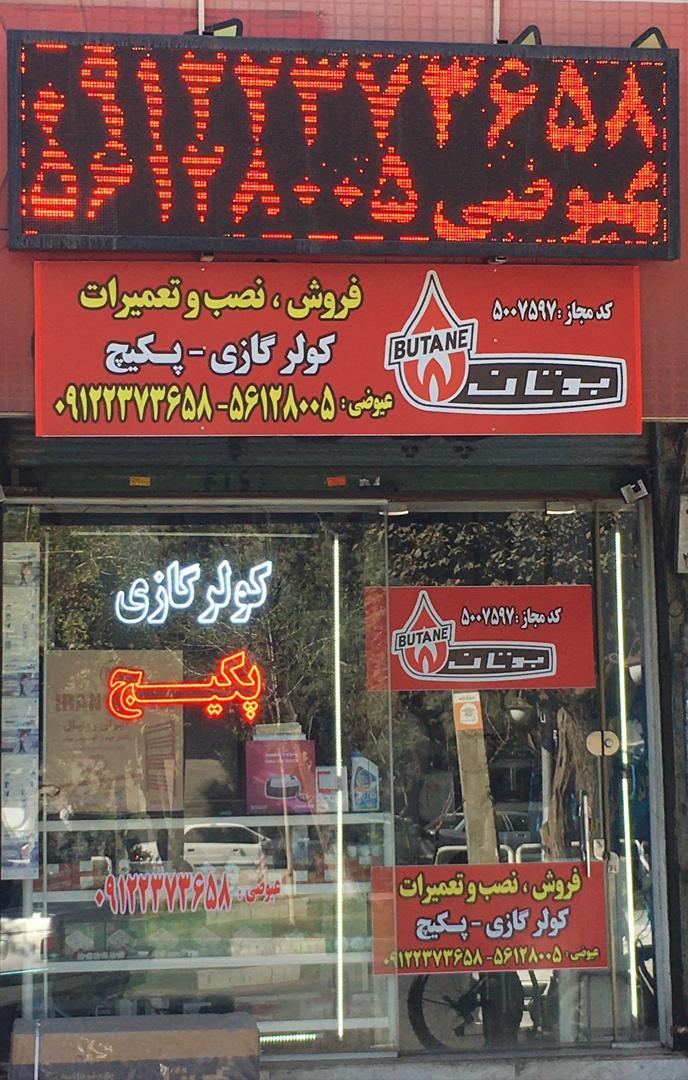 ۰۹۱۲۲۳۷۳۶۵۸
عیوضی ۵۶۱۲۸۰۰۵
فروش ، نصب و تعمیرات
کولر گازی - پکیج
عیوضی : ۵۶۱۲۸۰۰۵ - ۰۹۱۲۲۳۷۳۶۵۸
کد مجاز : ۵۰۰۷۵۹۷
BUTANE
بوتان
کولر گازی
پکیج
کد مجاز : ۵۰۰۷۵۹۷
BUTANE
بوتان
عیوضی : ۰۹۱۲۲۳۷۳۶۵۸
فروش ، نصب و تعمیرات
کولر گازی - پکیج
عیوضی : ۵۶۱۲۸۰۰۵ - ۰۹۱۲۲۳۷۳۶۵۸